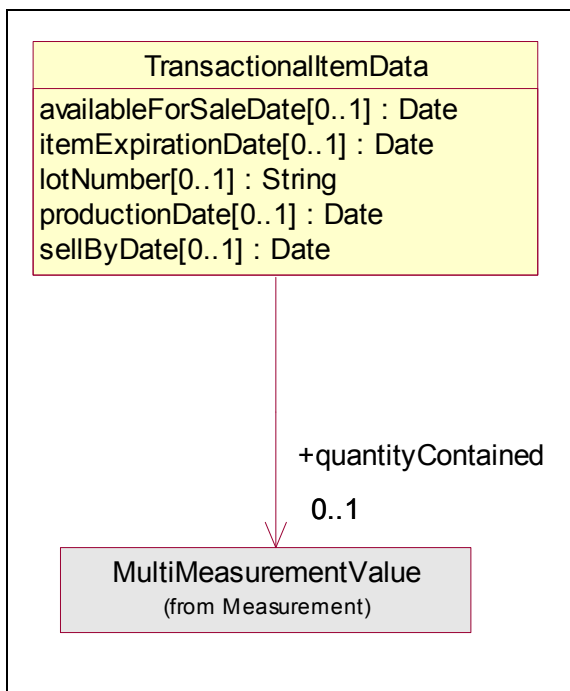 TransactionalItemData
availableForSaleDate[0..1] : Date
itemExpirationDate[0..1] : Date
lotNumber[0..1] : String
productionDate[0..1] : Date
sellByDate[0..1] : Date
+quantityContained
0..1
MultiMeasurementValue
(from Measurement)